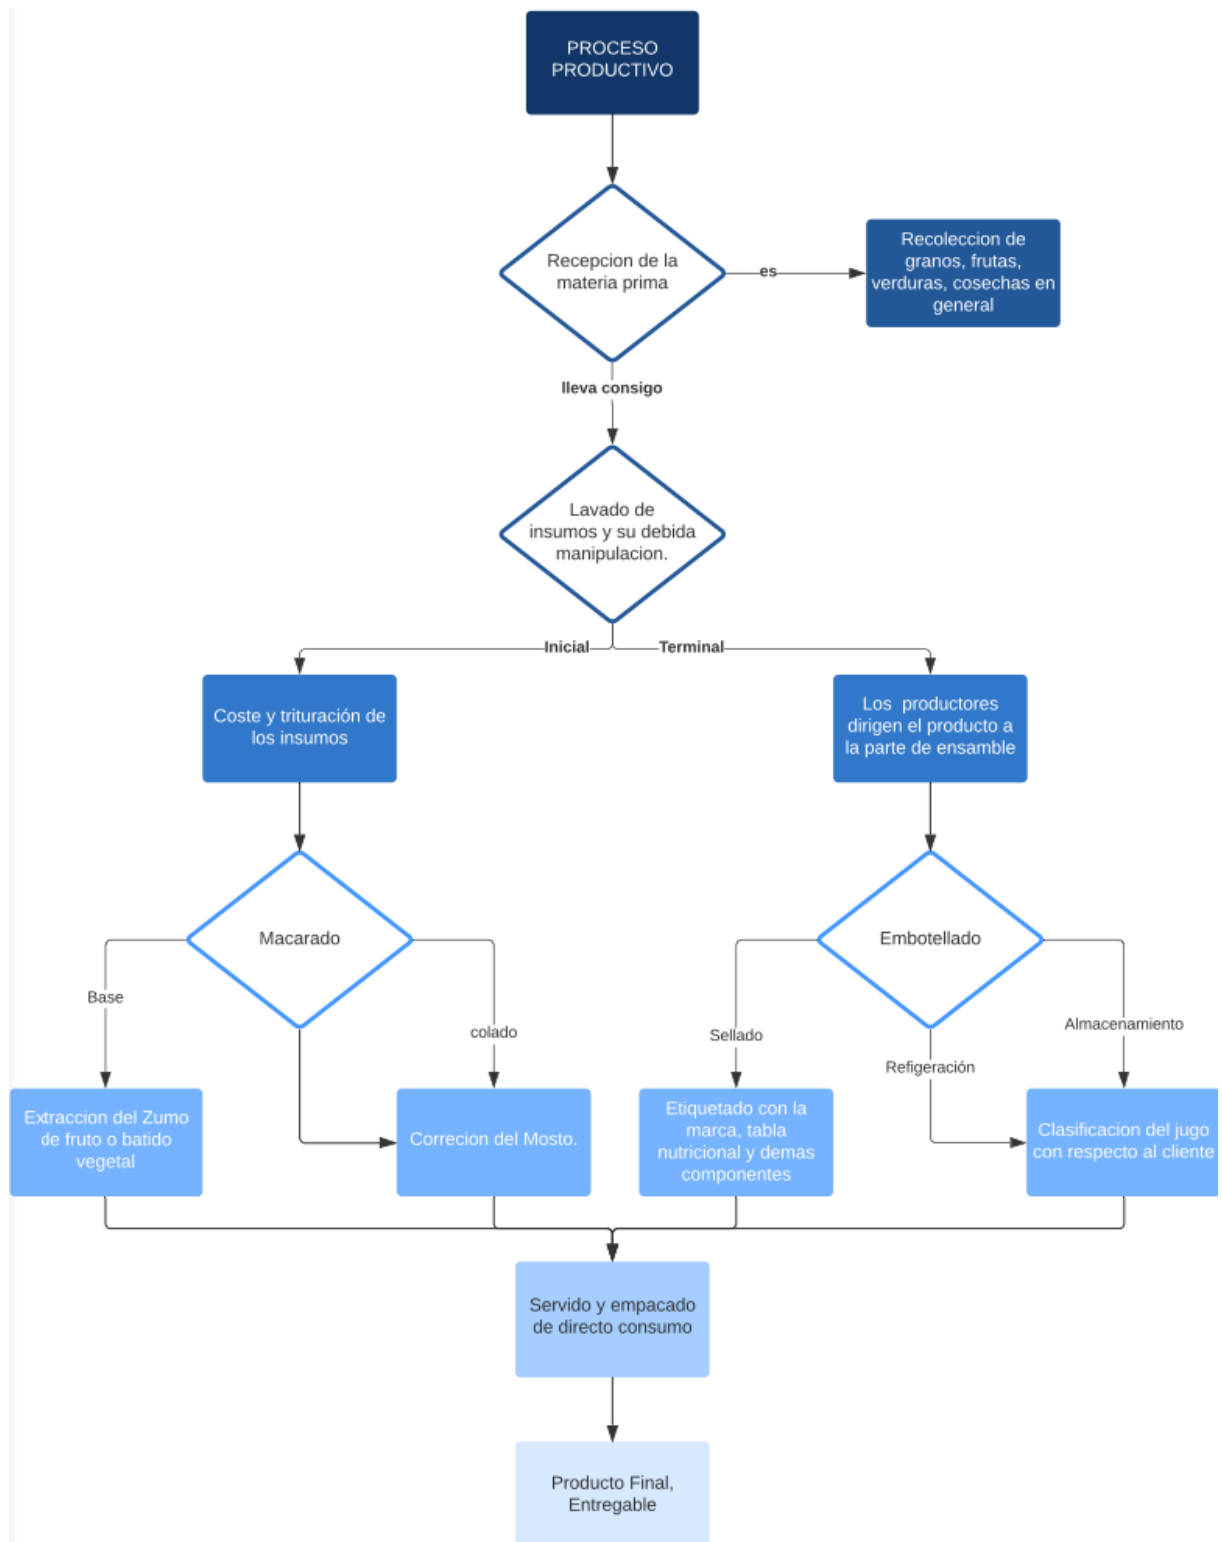 PROCESO
PRODUCTIVO
Recepcion de la
materia prima
es
Recoleccion de
granos, frutas,
verduras, cosechas en
general
lleva consigo
Lavado de
insumos y su debida
manipulacion.
Inicial
Terminal
Coste y trituración de
los insumos
Los productores
dirigen el producto a
la parte de ensamble
Macarado
Embotellado
Base
colado
Sellado
Almacenamiento
Refigeración
Extraccion del Zumo
de fruto o batido
vegetal
Correcion del Mosto.
Etiquetado con la
marca, tabla
nutricional y demas
componentes
Clasificacion del jugo
con respecto al cliente
Servido y empacado
de directo consumo
Producto Final,
Entregable